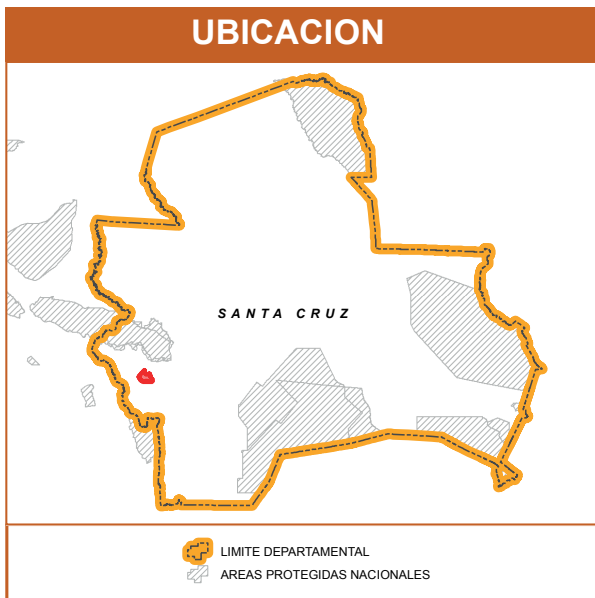 UBICACION
SANTA CRUZ
LIMITE DEPARTAMENTAL
AREAS PROTEGIDAS NACIONALES